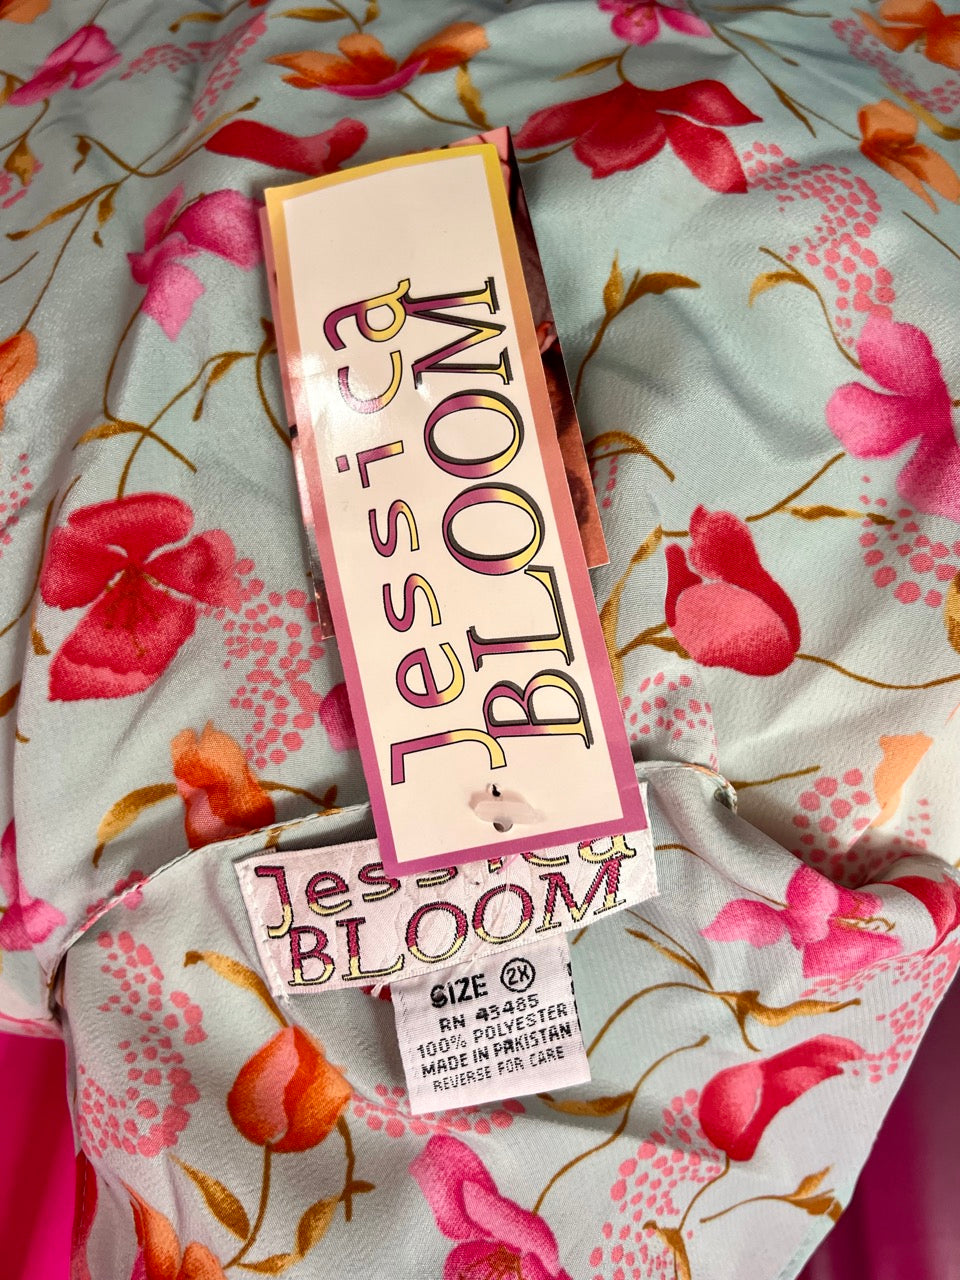 Jessica
BLOOM
Jessica
BLOOM
SIZE 2X
RN 43485
100% POLYESTER
MADE IN PAKISTAN
REVERSE FOR CARE